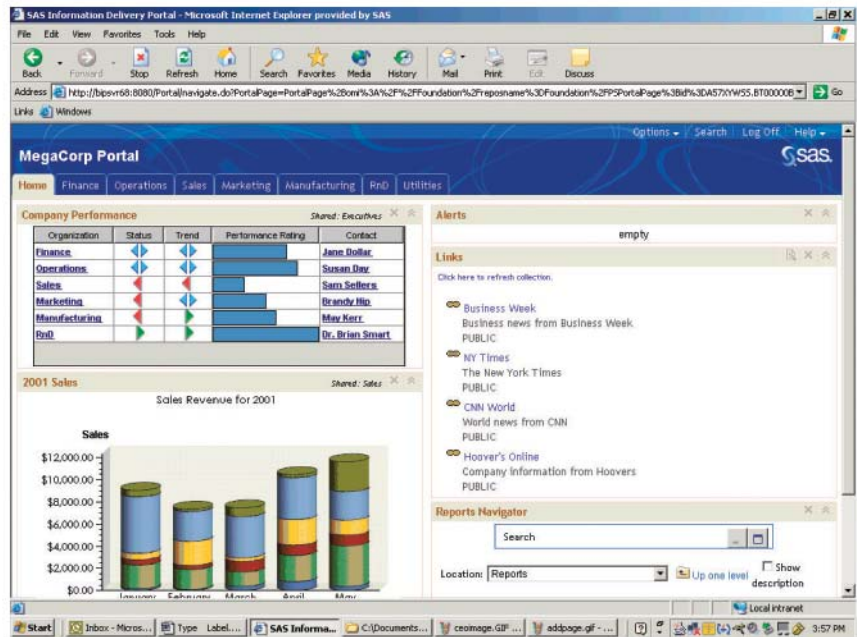 SAS Information Delivery Portal - Microsoft Internet Explorer provided by SAS
File Edit View Favorites Tools Help
Back Forward Stop Refresh Home Search Favorites Media History Mail Print Edit Discuss
Address http://bipsvr68:8080/Portal/navigate.do?PortalPage=PortalPage%2Bomi%3A%2F%2FFoundation%2Freposname%3DFoundation%2FPSPortalPage%3Bid%3DA57XYW55.BT00000B Go
Links Windows
Options Search Log Off Help
MegaCorp Portal
sas.
Home Finance Operations Sales Marketing Manufacturing RnD Utilities
Company Performance Shared: Executives
Organization Status Trend Performance Rating Contact
Finance Jane Dollar
Operations Susan Day
Sales Sam Sellers
Marketing Brandy Hip
Manufacturing May Kerr
RnD Dr. Brian Smart
2001 Sales Shared: Sales
Sales Revenue for 2001
Sales
$12,000.00
$10,000.00
$8,000.00
$6,000.00
$4,000.00
$2,000.00
$0.00
January February March April May
Alerts
empty
Links
Click here to refresh collection.
Business Week
Business news from Business Week
PUBLIC
NY Times
The New York Times
PUBLIC
CNN World
World news from CNN
PUBLIC
Hoover's Online
Company information from Hoovers
PUBLIC
Reports Navigator
Search
Location: Reports Up one level Show
description
Local intranet
Start Inbox - Micros... Type Label.... SAS Informa... C:\Documents... ceoimage.GIF ... addpage.gif - ... 3:57 PM